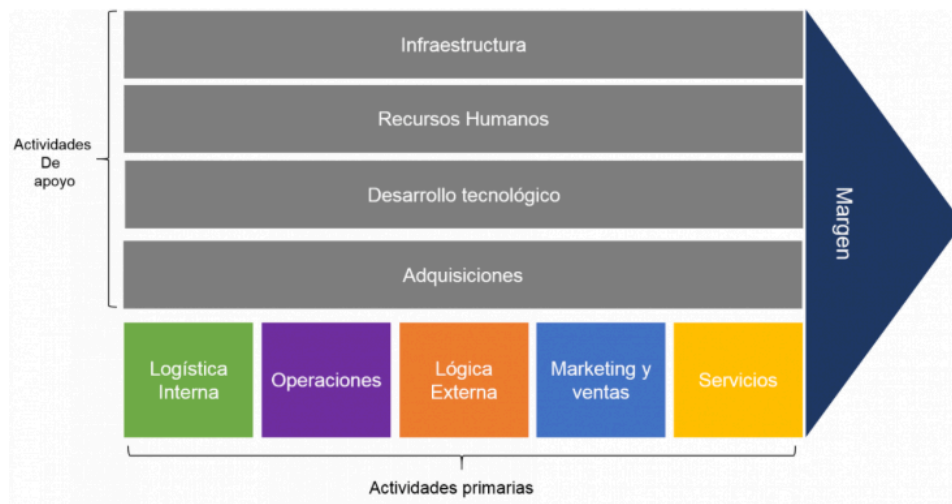 Infraestructura
Recursos Humanos
Actividades
De
apoyo
Desarrollo tecnológico
Adquisiciones
Margen
Logística
Interna
Operaciones
Lógica
Externa
Marketing y
ventas
Servicios
Actividades primarias